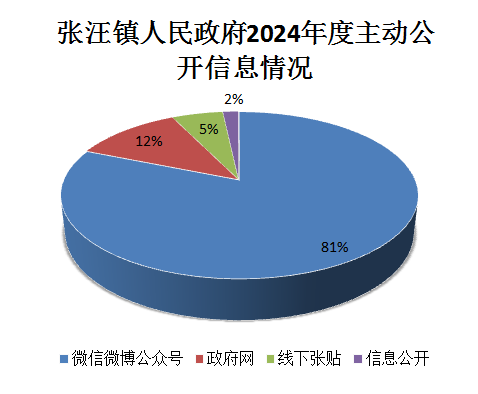 张汪镇人民政府2024年度主动公
开信息情况
2%
5%
12%
81%
微信微博公众号 政府网 线下张贴 信息公开